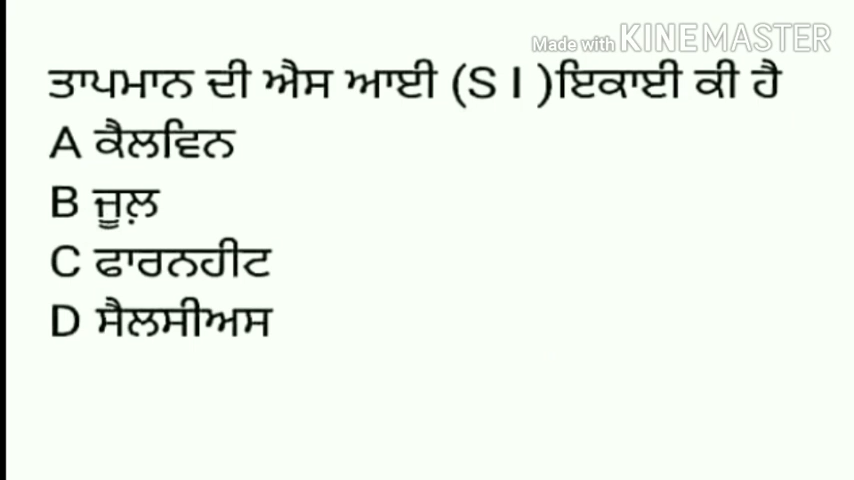 Made with KINEMASTER
ਤਾਪਮਾਨ ਦੀ ਐਸ ਆਈ (S I )ਇਕਾਈ ਕੀ ਹੈ
A ਕੈਲਵਿਨ
B ਜੂਲ਼
C ਫਾਰਨਹੀਟ
D ਸੈਲਸੀਅਸ